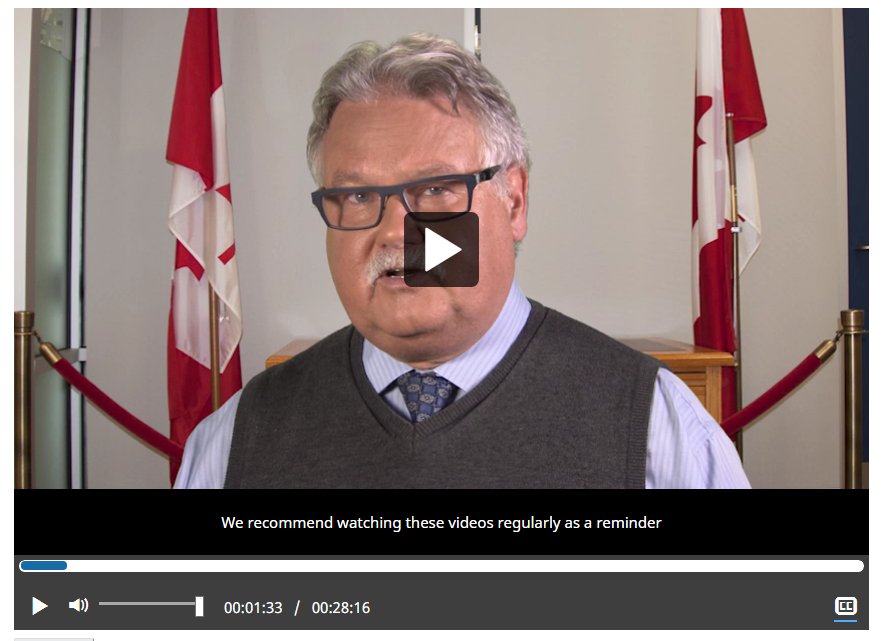 We recommend watching these videos regularly as a reminder
00:01:33 / 00:28:16
CC